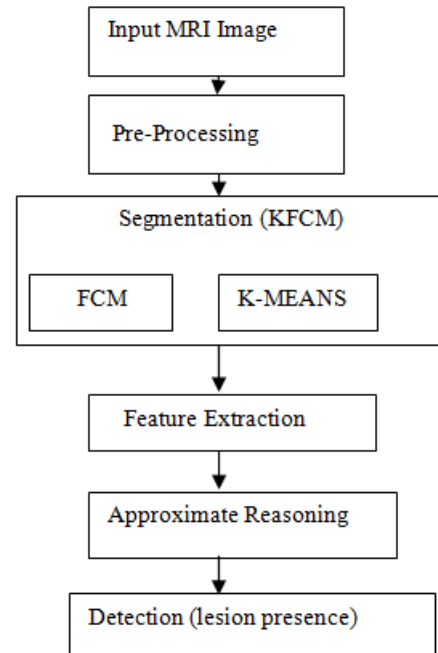 Input MRI Image
Pre-Processing
Segmentation (KFCM)
FCM
K-MEANS
Feature Extraction
Approximate Reasoning
Detection (lesion presence)